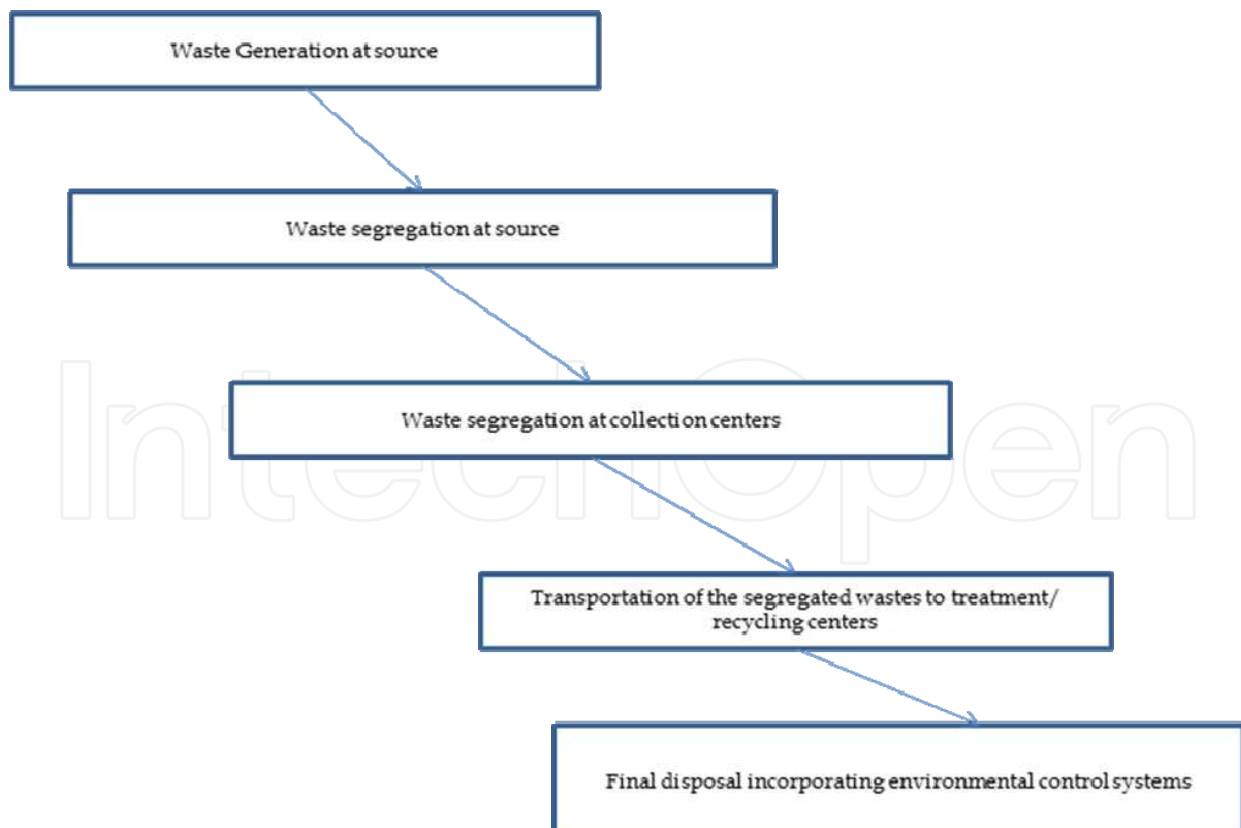 Waste Generation at source
Waste segregation at source
Waste segregation at collection centers
IntechOpen
Transportation of the segregated wastes to treatment/
recycling centers
Final disposal incorporating environmental control systems